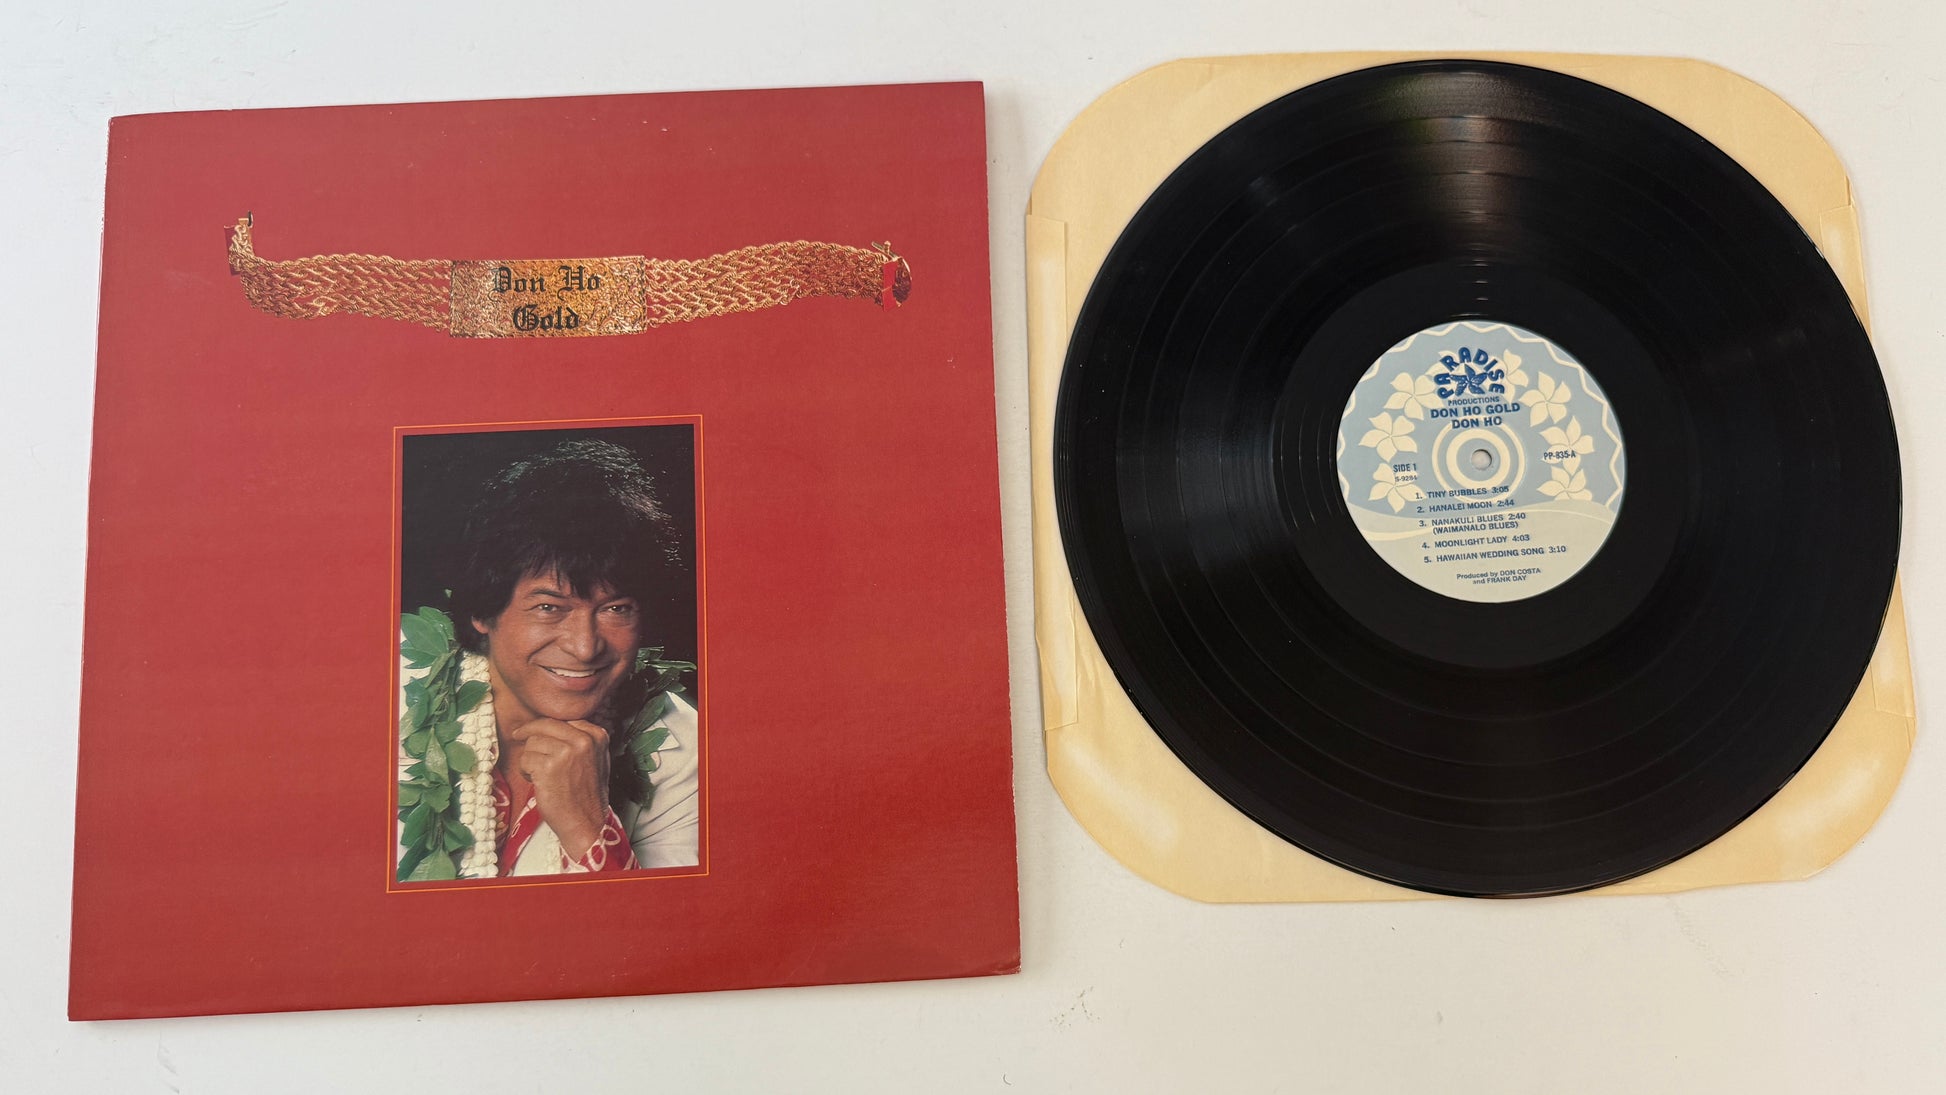 Don Ho
Gold
PARADISE
PRODUCTIONS
DON HO GOLD
DON HO
SIDE 1
S-9284
PP-835-A
1. TINY BUBBLES 3:05
2. HANALEI MOON 2:44
3. NANAKULI BLUES 2:40
(WAIMANALO BLUES)
4. MOONLIGHT LADY 4:03
5. HAWAIIAN WEDDING SONG 3:10
Produced by DON COSTA
and FRANK DAY